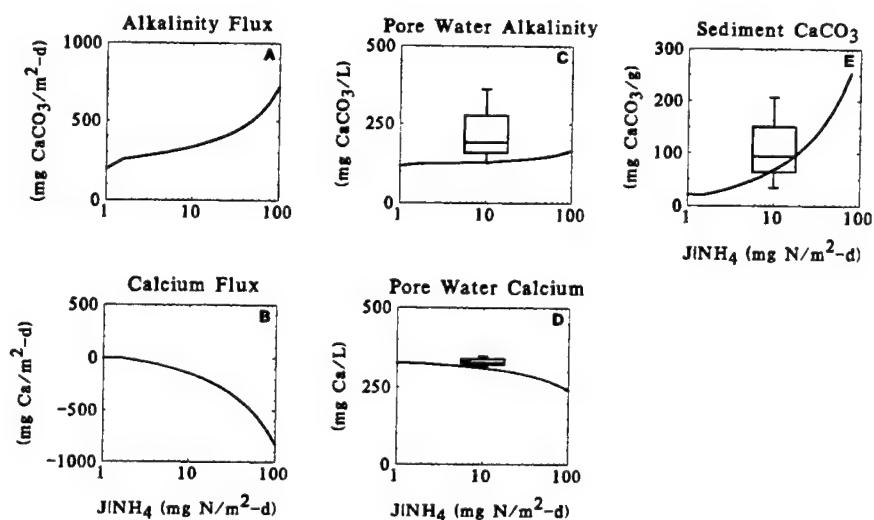 Alkalinity Flux
(mg CaCO3/m2-d)
1000
500
0
A
1 10 100
Pore Water Alkalinity
(mg CaCO3/L)
500
250
0
C
1 10 100
Sediment CaCO3
(mg CaCO3/g)
300
200
100
0
E
1 10 100
J[NH4 (mg N/m2-d)
Calcium Flux
(mg Ca/m2-d)
500
0
-500
-1000
B
1 10 100
J[NH4 (mg N/m2-d)
Pore Water Calcium
(mg Ca/L)
500
250
0
D
1 10 100
J[NH4 (mg N/m2-d)